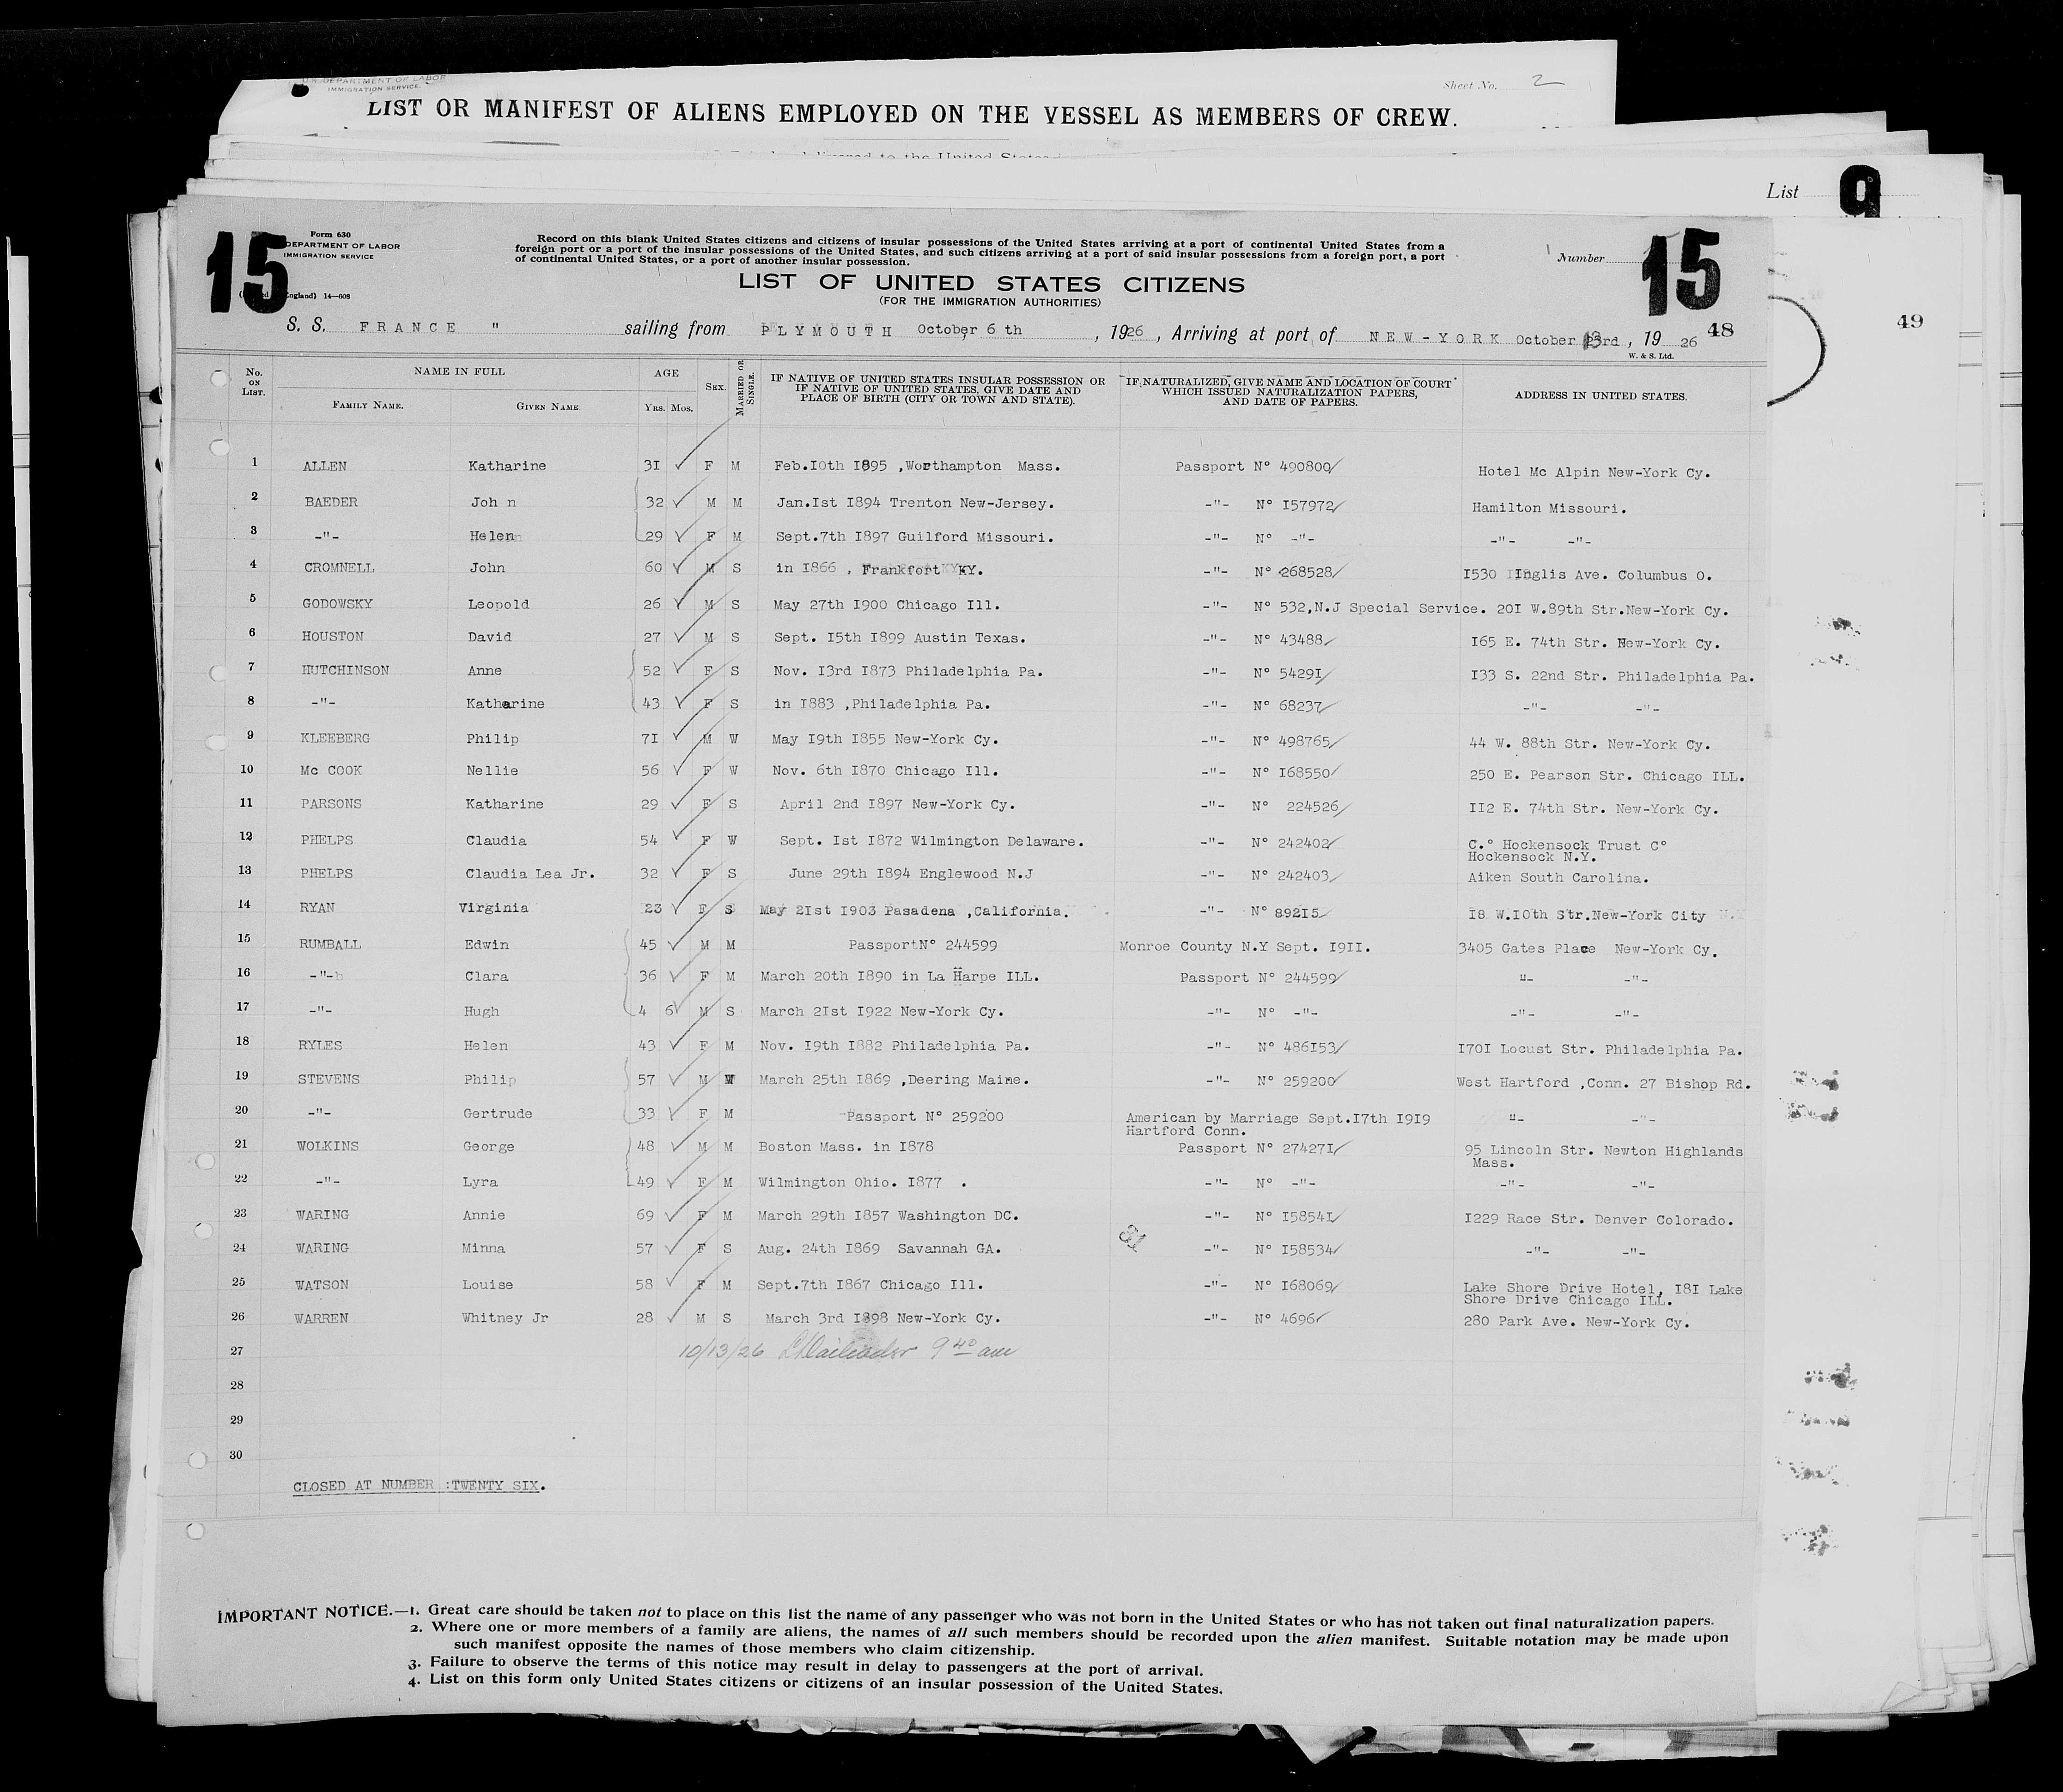 U.S. DEPARTMENT OF LABOR
IMMIGRATION SERVICE.
Sheet No. 2
LIST OR MANIFEST OF ALIENS EMPLOYED ON THE VESSEL AS MEMBERS OF CREW.
List 9
49
15
Form 630
DEPARTMENT OF LABOR
IMMIGRATION SERVICE
England) 14—608
Record on this blank United States citizens and citizens of insular possessions of the United States arriving at a port of continental United States from a
foreign port or a port of the insular possessions of the United States, and such citizens arriving at a port of said insular possessions from a foreign port, a port
of continental United States, or a port of another insular possession.
LIST OF UNITED STATES CITIZENS
(FOR THE IMMIGRATION AUTHORITIES)
Number 15
S. S. FRANCE " sailing from PLYMOUTH October 6 th , 1926 , Arriving at port of NEW-YORK October 13rd , 19 26 48
W. & S. Ltd.
No. ON LIST. NAME IN FULL AGE SEX. MARRIED OR SINGLE. IF NATIVE OF UNITED STATES INSULAR POSSESSION OR IF NATIVE OF UNITED STATES, GIVE DATE AND PLACE OF BIRTH (CITY OR TOWN AND STATE). IF NATURALIZED, GIVE NAME AND LOCATION OF COURT WHICH ISSUED NATURALIZATION PAPERS, AND DATE OF PAPERS. ADDRESS IN UNITED STATES.
FAMILY NAME. GIVEN NAME YRS. MOS.
1 ALLEN Katharine 31 F M Feb.10th 1895 ,Worthampton Mass. Passport N° 490800 Hotel Mc Alpin New-York Cy.
2 BAEDER Joh n 32 M M Jan.1st 1894 Trenton New-Jersey. -"- N° 157972 Hamilton Missouri.
3 -"- Helen 29 F M Sept.7th 1897 Guilford Missouri. -"- N° -"- -"- -"-
4 CROMNELL John 60 M S in 1866 , Frankfort KY. -"- N° 268528 1530 Inglis Ave. Columbus O.
5 GODOWSKY Leopold 26 M S May 27th 1900 Chicago Ill. -"- N° 532,N.J Special Service. 201 W.89th Str.New-York Cy.
6 HOUSTON David 27 M S Sept. 15th 1899 Austin Texas. -"- N° 43488 165 E. 74th Str. New-York Cy.
7 HUTCHINSON Anne 52 F S Nov. 13rd 1873 Philadelphia Pa. -"- N° 54291 133 S. 22nd Str. Philadelphia Pa.
8 -"- Katharine 43 F S in 1883 ,Philadelphia Pa. -"- N° 68237 -"- -"-
9 KLEEBERG Philip 71 M W May 19th 1855 New-York Cy. -"- N° 498765 44 W. 88th Str. New-York Cy.
10 Mc COOK Nellie 56 F W Nov. 6th 1870 Chicago Ill. -"- N° 168550 250 E. Pearson Str. Chicago ILL.
11 PARSONS Katharine 29 F S April 2nd 1897 New-York Cy. -"- N° 224526 112 E. 74th Str. New-York Cy.
12 PHELPS Claudia 54 F W Sept. 1st 1872 Wilmington Delaware. -"- N° 242402 C.° Hockensock Trust C°
Hockensock N.Y.
13 PHELPS Claudia Lea Jr. 32 F S June 29th 1894 Englewood N.J -"- N° 242403 Aiken South Carolina.
14 RYAN Virginia 23 F S May 21st 1903 Pasadena ,California. -"- N° 89215 18 W.10th Str.New-York City
15 RUMBALL Edwin 45 M M PassportN° 244599 Monroe County N.Y Sept. 1911. 3405 Gates Place New-York Cy.
16 -"- Clara 36 F M March 20th 1890 in La Harpe ILL. Passport N° 244599 "- -"-
17 -"- Hugh 4 6 M S March 21st 1922 New-York Cy. -"- N° -"- -"- -"-
18 RYLES Helen 43 F M Nov. 19th 1882 Philadelphia Pa. -"- N° 486153 1701 Locust Str. Philadelphia Pa.
19 STEVENS Philip 57 M M March 25th 1869 ,Deering Maine. -"- N° 259200 West Hartford ,Conn. 27 Bishop Rd.
20 -"- Gertrude 33 F M Passport N° 259200 American by Marriage Sept.17th 1919 "- -"-
Hartford Conn.
21 WOLKINS George 48 M M Boston Mass. in 1878 Passport N° 274271 95 Lincoln Str. Newton Highlands
Mass.
22 -"- Lyra 49 F M Wilmington Ohio. 1877 . -"- N° -"- -"- -"-
23 WARING Annie 69 F M March 29th 1857 Washington DC. -"- N° 158541 1229 Race Str. Denver Colorado.
24 WARING Minna 57 F S Aug. 24th 1869 Savannah GA. -"- N° 158534 -"- -"-
25 WATSON Louise 58 F M Sept.7th 1867 Chicago Ill. -"- N° 168069 Lake Shore Drive Hotel, 181 Lake
Shore Drive Chicago ILL.
26 WARREN Whitney Jr 28 M S March 3rd 1898 New-York Cy. -"- N° 4696 280 Park Ave. New-York Cy.
27 10/13/26 9 40 am
28
29
30
CLOSED AT NUMBER :TWENTY SIX.
IMPORTANT NOTICE.—1. Great care should be taken not to place on this list the name of any passenger who was not born in the United States or who has not taken out final naturalization papers.
2. Where one or more members of a family are aliens, the names of all such members should be recorded upon the alien manifest. Suitable notation may be made upon
such manifest opposite the names of those members who claim citizenship.
3. Failure to observe the terms of this notice may result in delay to passengers at the port of arrival.
4. List on this form only United States citizens or citizens of an insular possession of the United States.